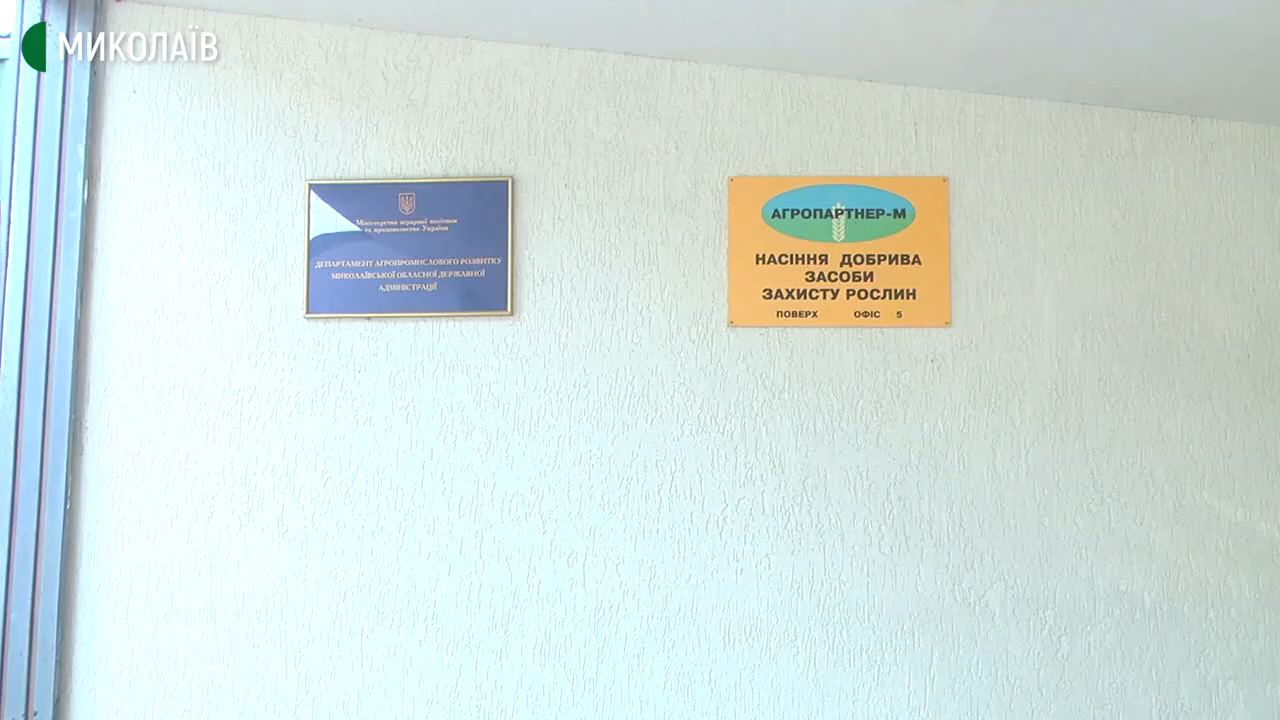 МИКОЛАЇВ
Міністерство аграрної політики
та продовольства України
ДЕПАРТАМЕНТ АГРОПРОМИСЛОВОГО РОЗВИТКУ
МИКОЛАЇВСЬКОЇ ОБЛАСНОЇ ДЕРЖАВНОЇ
АДМІНІСТРАЦІЇ
АГРОПАРТНЕР-М
НАСІННЯ ДОБРИВА
ЗАСОБИ
ЗАХИСТУ РОСЛИН
ПОВЕРХ ОФІС 5